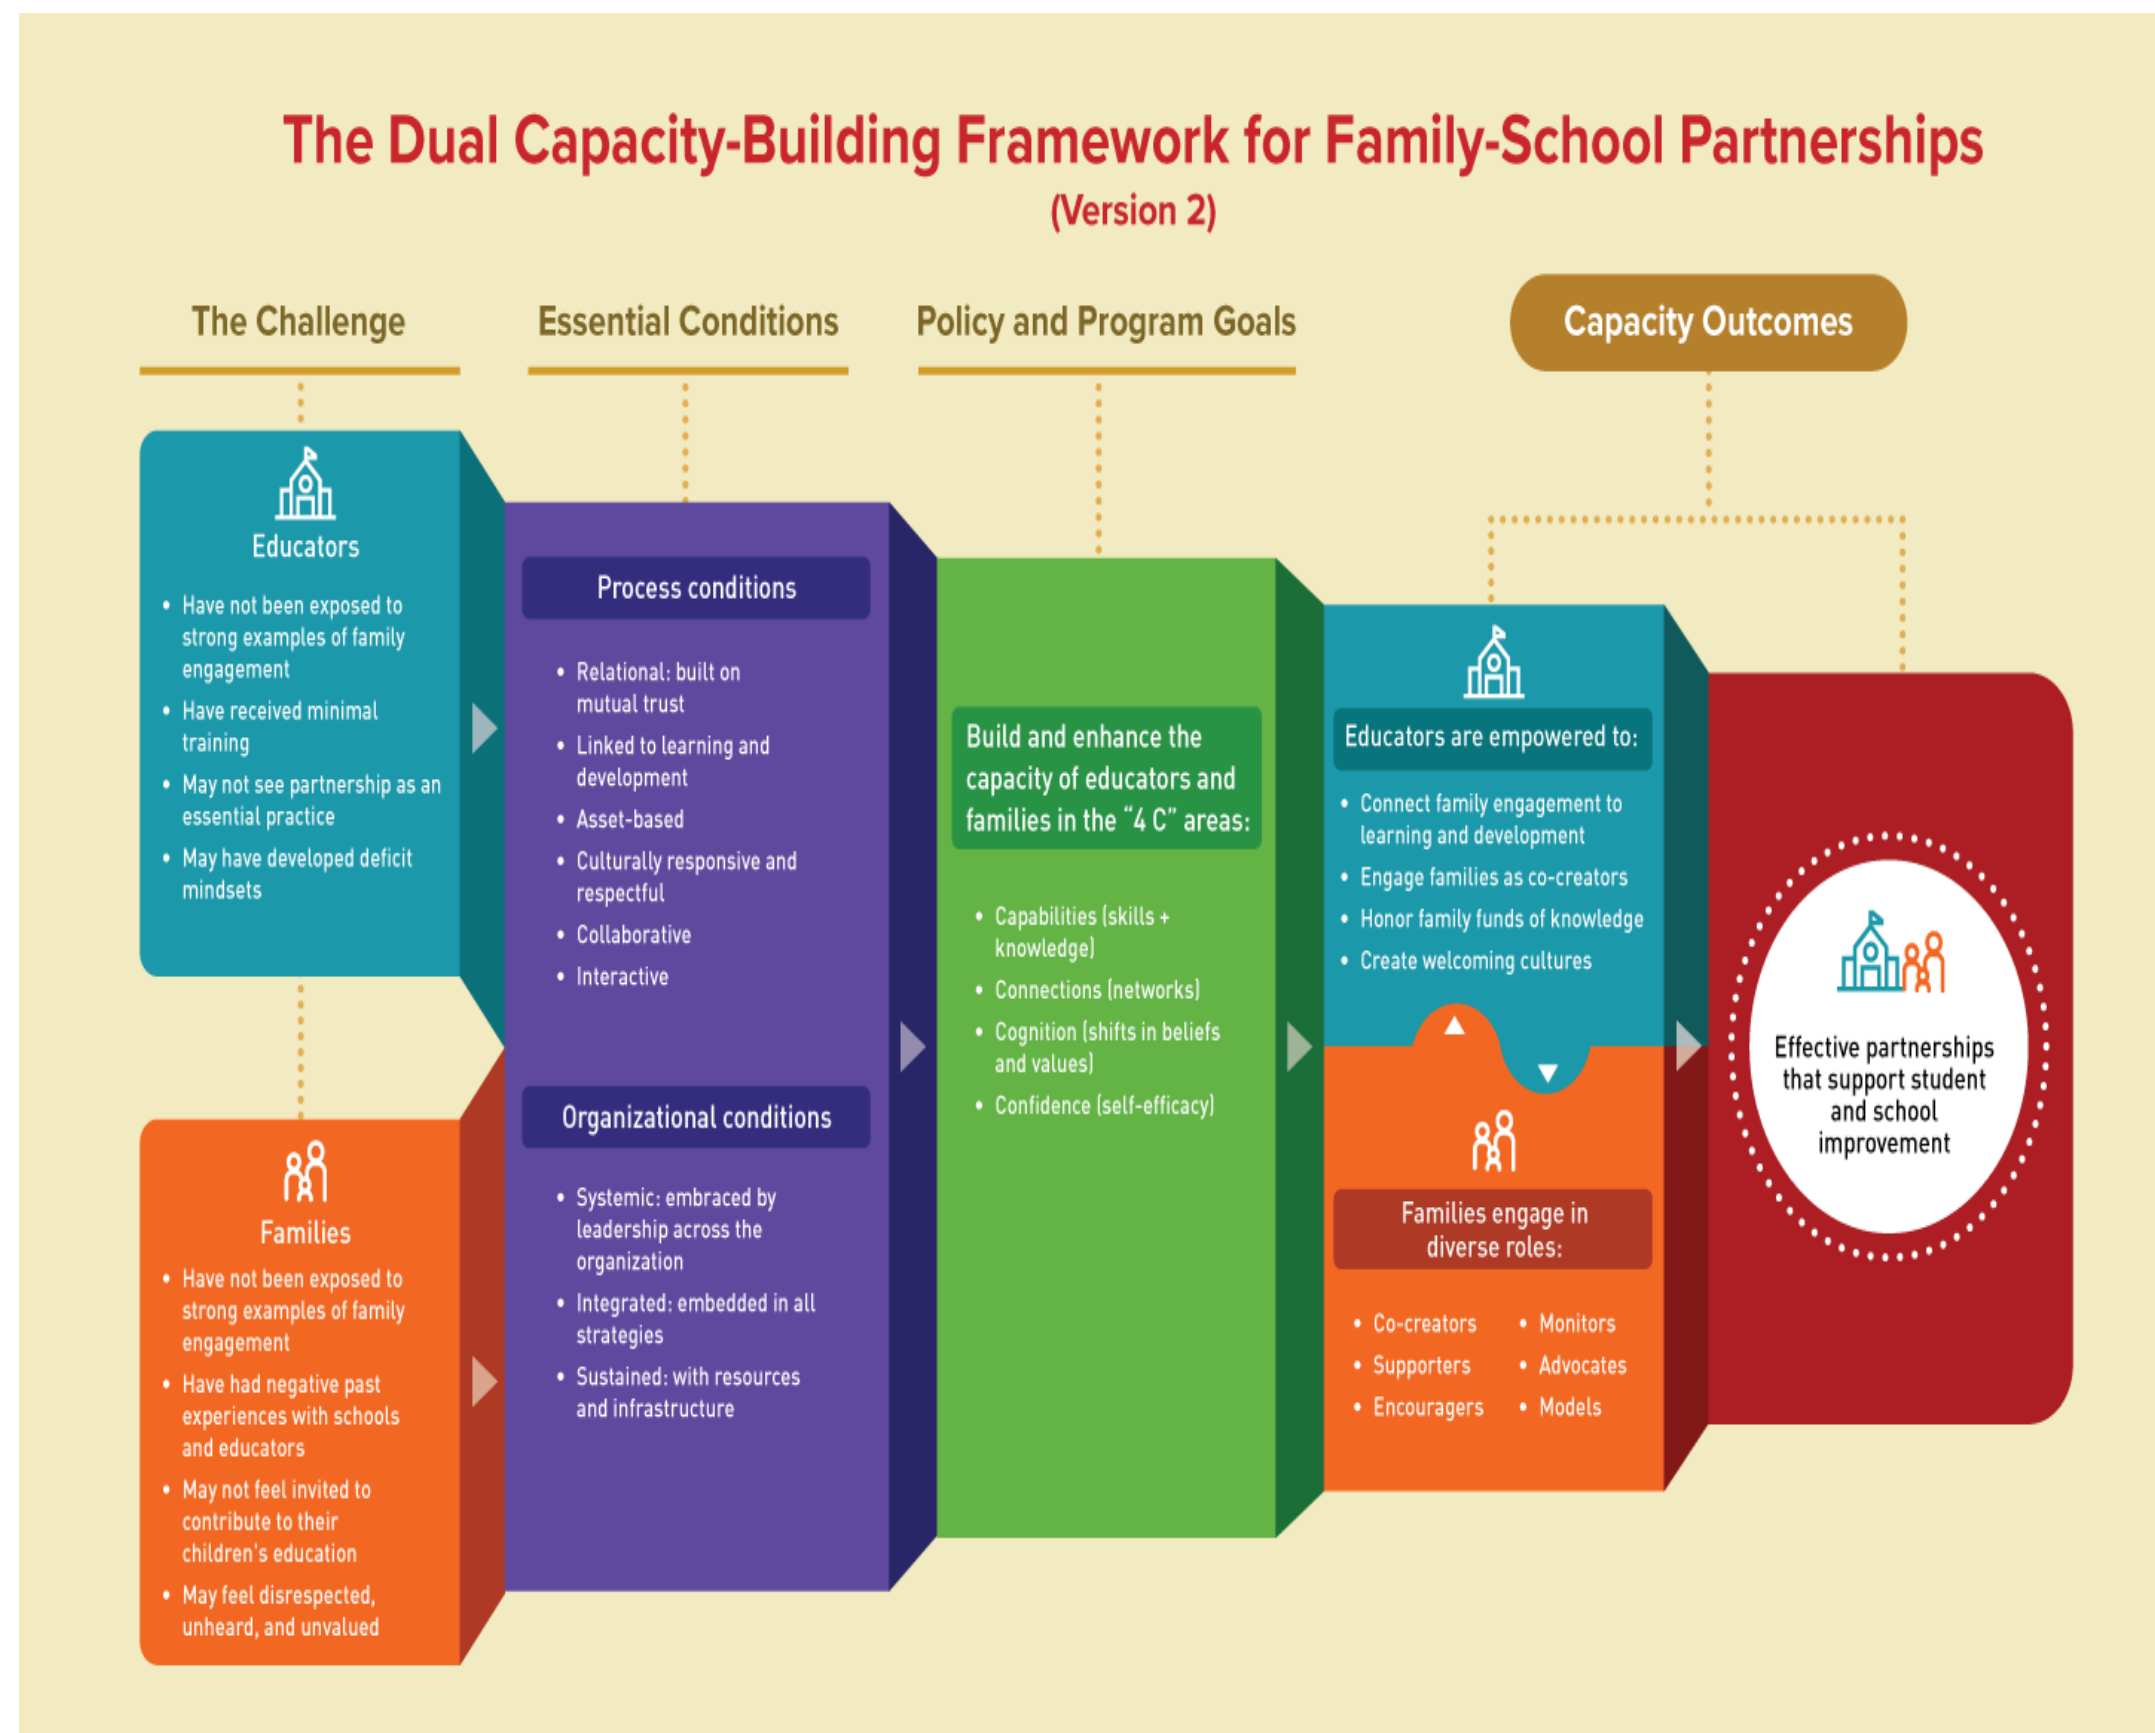 The Dual Capacity-Building Framework for Family-School Partnerships
(Version 2)
The Challenge
Essential Conditions
Policy and Program Goals
Capacity Outcomes
Educators
• Have not been exposed to
strong examples of family
engagement
• Have received minimal
training
• May not see partnership as an
essential practice
• May have developed deficit
mindsets
Families
• Have not been exposed to
strong examples of family
engagement
• Have had negative past
experiences with schools
and educators
• May not feel invited to
contribute to their
children's education
• May feel disrespected,
unheard, and unvalued
Process conditions
• Relational: built on
mutual trust
• Linked to learning and
development
• Asset-based
• Culturally responsive and
respectful
• Collaborative
• Interactive
Organizational conditions
• Systemic: embraced by
leadership across the
organization
• Integrated: embedded in all
strategies
• Sustained: with resources
and infrastructure
Build and enhance the
capacity of educators and
families in the “4 C” areas:
• Capabilities (skills +
knowledge)
• Connections (networks)
• Cognition (shifts in beliefs
and values)
• Confidence (self-efficacy)
Educators are empowered to:
• Connect family engagement to
learning and development
• Engage families as co-creators
• Honor family funds of knowledge
• Create welcoming cultures
Families engage in
diverse roles:
• Co-creators
• Supporters
• Encouragers
• Monitors
• Advocates
• Models
Effective partnerships
that support student
and school
improvement